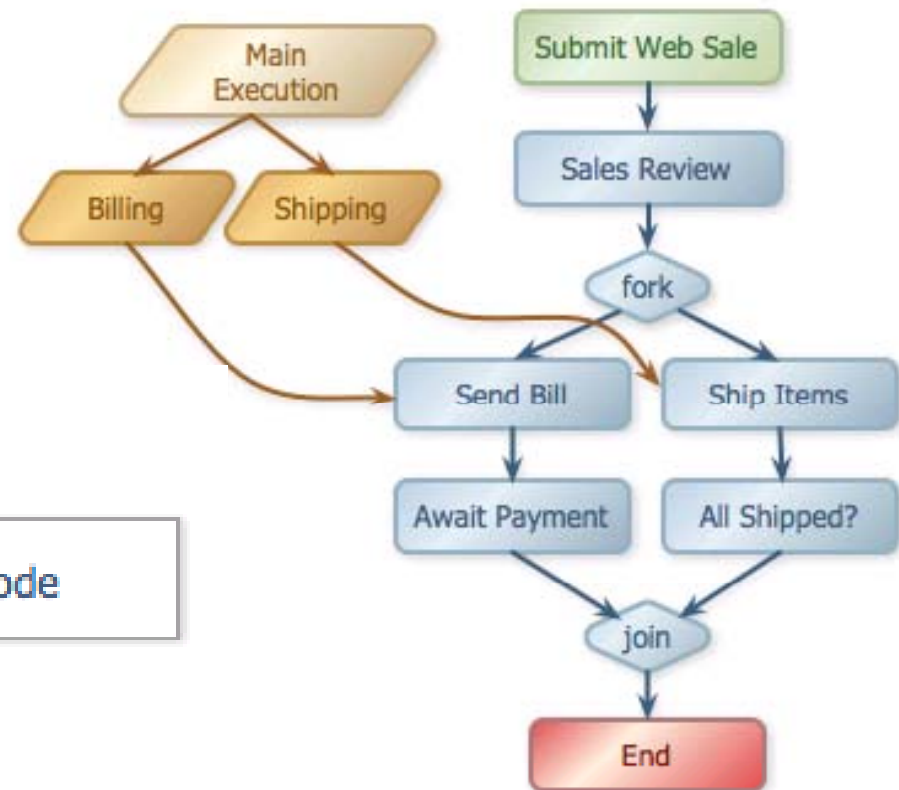 Main
Execution
Submit Web Sale
Sales Review
Billing
Shipping
fork
Send Bill
Ship Items
Await Payment
All Shipped?
ode
join
End